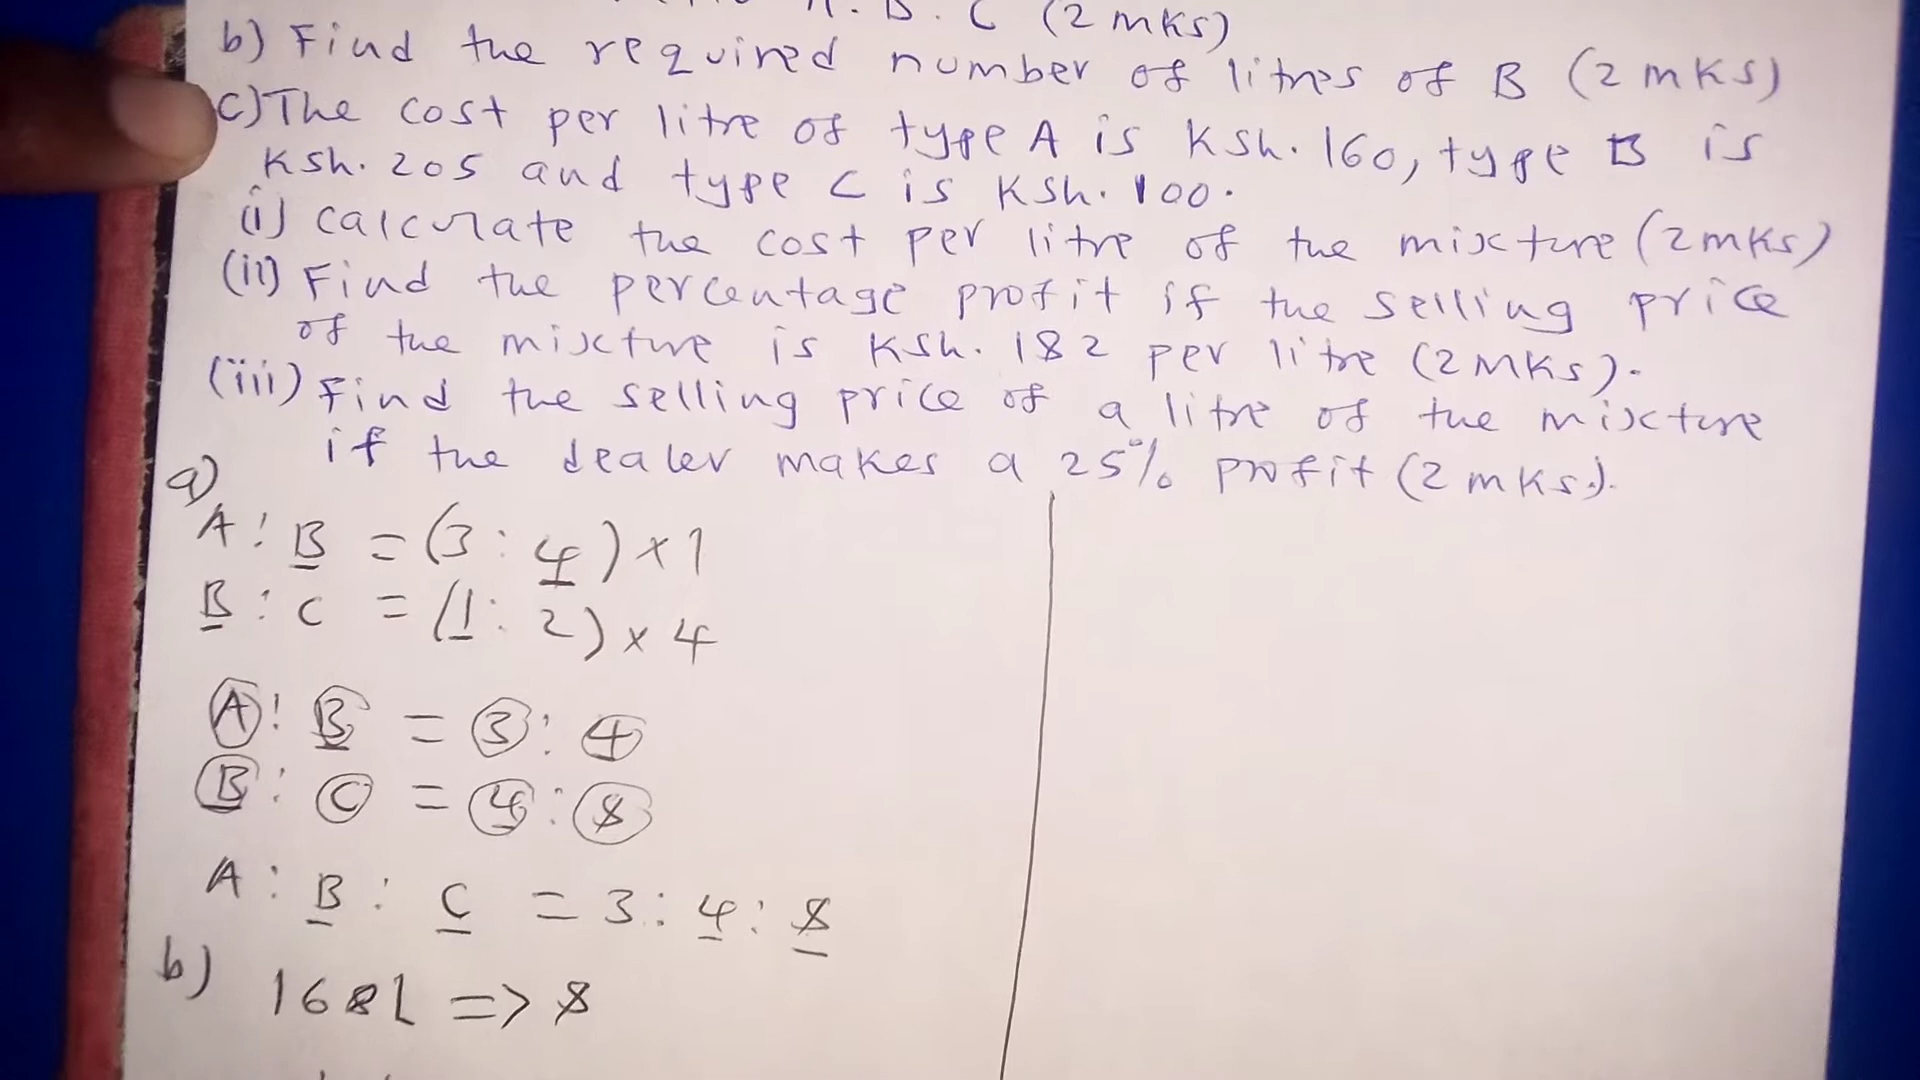 A. B. C (2 mks)
b) Find the required number of litres of B (2 mks)
c) The cost per litre of type A is Ksh. 160, type B is
Ksh. 205 and type C is Ksh. 100.
(i) calculate the cost per litre of the mixture (2mks)
(ii) Find the percentage profit if the selling price
of the mixture is Ksh. 182 per litre (2 Mks).
(iii) Find the selling price of a litre of the mixture
if the dealer makes a 25% profit (2 mks).
a)
A : B = (3 : 4) x 1
B : C = (1 : 2) x 4
A : B = 3 : 4
B : C = 4 : 8
A : B : C = 3 : 4 : 8
b) 168L => 8